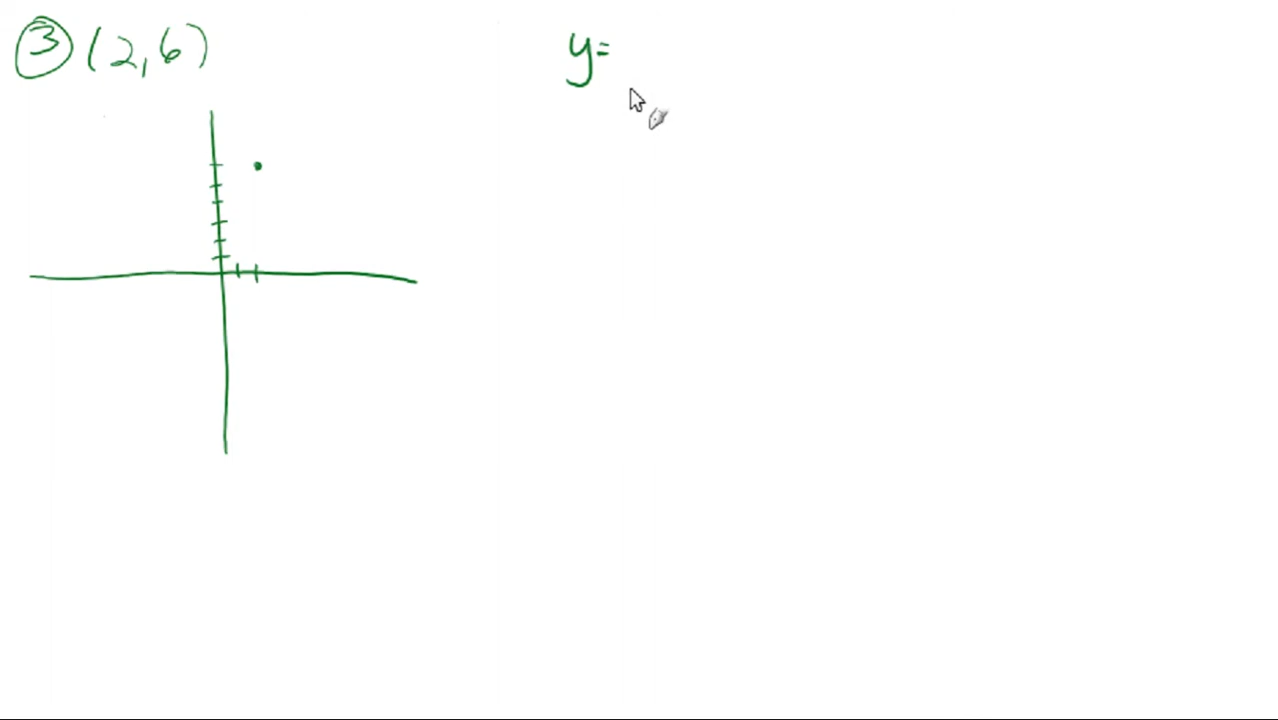 ③ (2,6)
y=